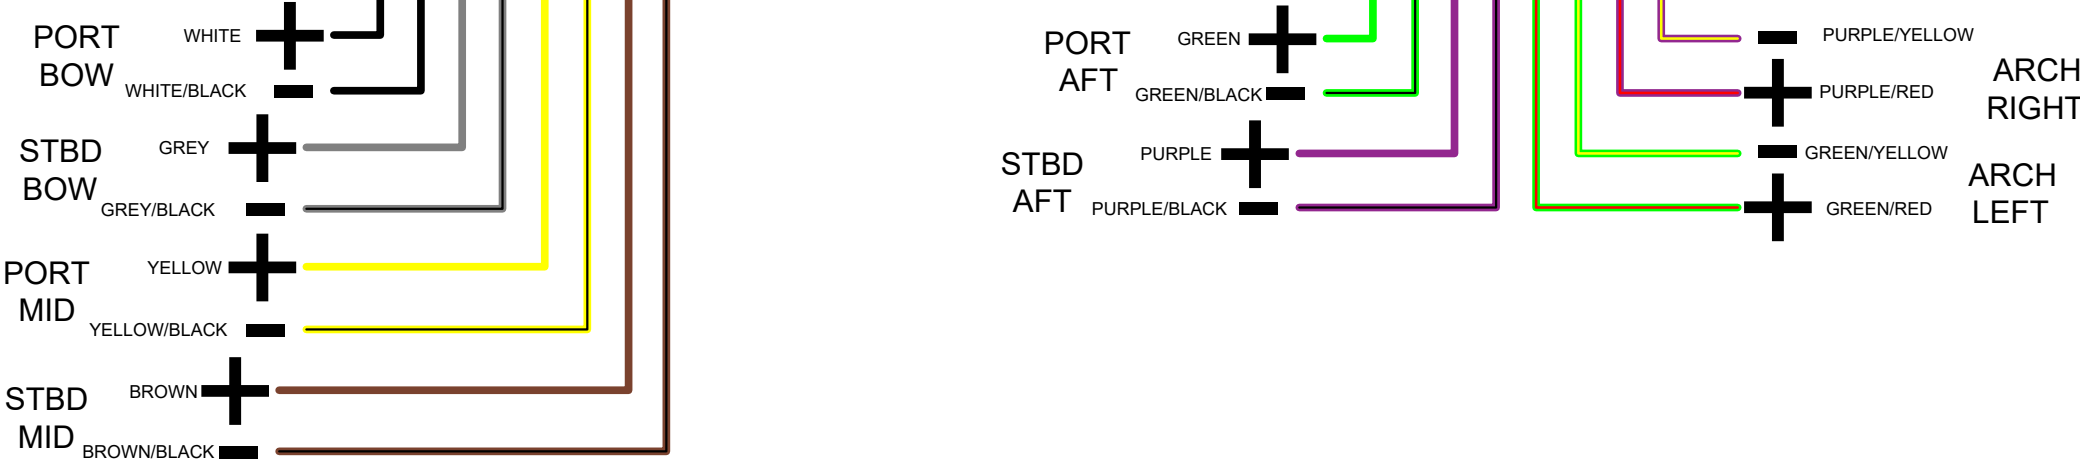 PORT
BOW
WHITE
WHITE/BLACK
STBD
BOW
GREY
GREY/BLACK
PORT
MID
YELLOW
YELLOW/BLACK
STBD
MID
BROWN
BROWN/BLACK
PORT
AFT
GREEN
GREEN/BLACK
STBD
AFT
PURPLE
PURPLE/BLACK
PURPLE/YELLOW
PURPLE/RED
ARCH
RIGHT
GREEN/YELLOW
GREEN/RED
ARCH
LEFT